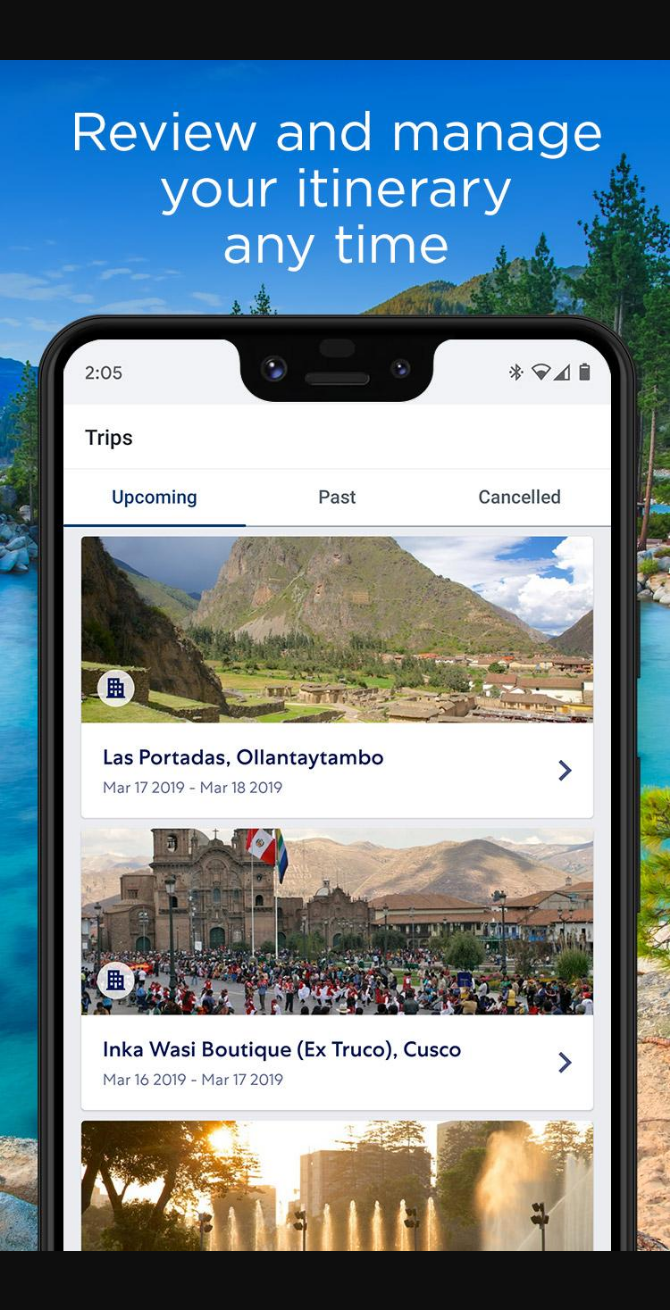 Review and manage
your itinerary
any time
2:05
Trips
Upcoming Past Cancelled
Las Portadas, Ollantaytambo
Mar 17 2019 - Mar 18 2019
Inka Wasi Boutique (Ex Truco), Cusco
Mar 16 2019 - Mar 17 2019